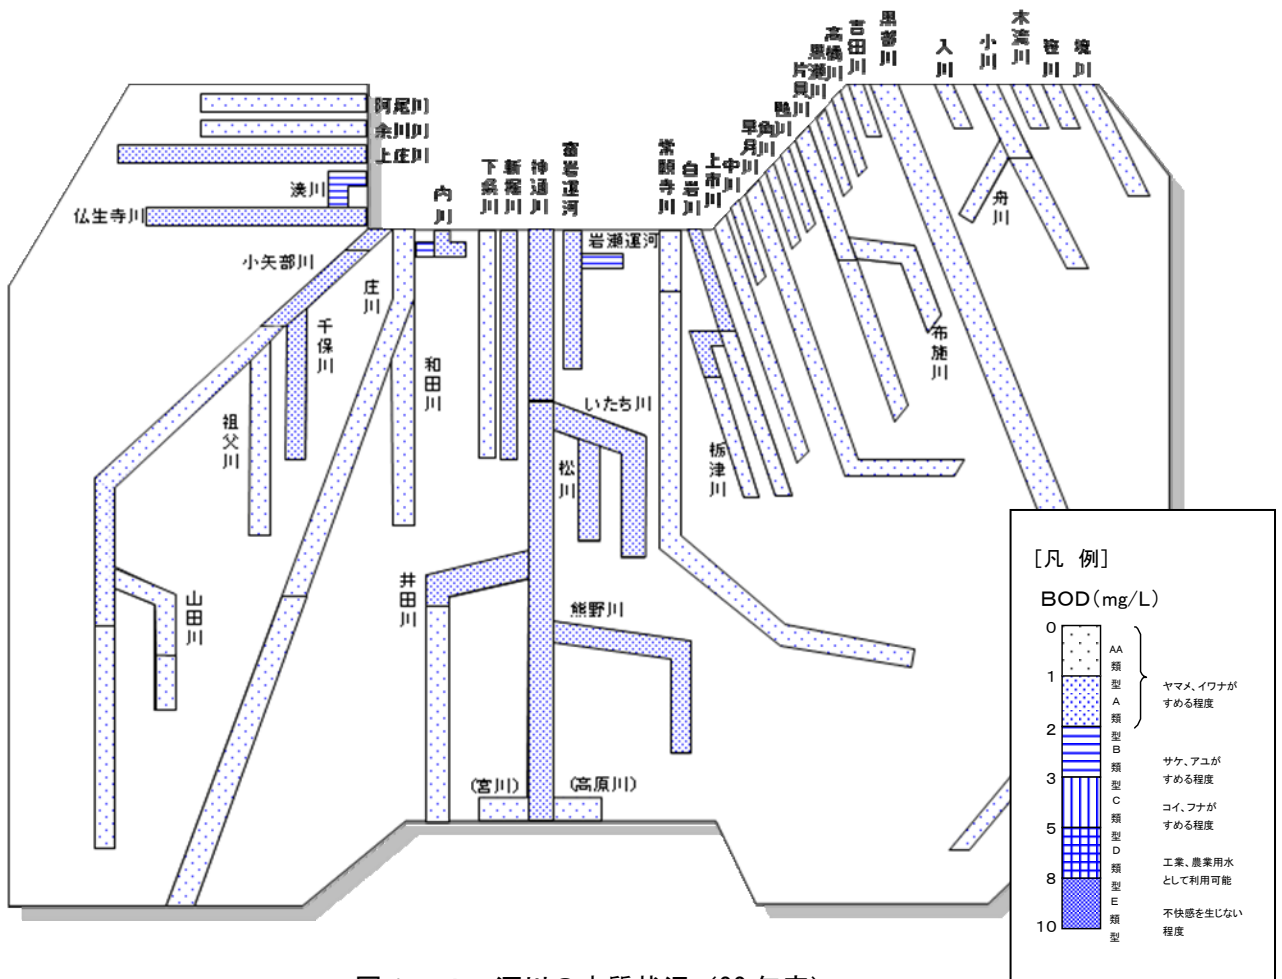 木流川
黒部川
吉田川
高橋川
入川
小川
笹川
境川
黒瀬川
片貝川
鴨川
角川
早月川
中川
上市川
白岩川
常願寺川
富岩運河
神通川
新堀川
下条川
内川
阿尾川
余川川
上庄川
湊川
仏生寺川
岩瀬運河
小矢部川
庄川
千保川
和田川
祖父川
舟川
布施川
いたち川
松川
栃津川
井田川
熊野川
山田川
(宮川)
(高原川)
[凡 例]
BOD(mg/L)
0
1
2
3
5
8
10
AA類型
A類型
B類型
C類型
D類型
E類型
ヤマメ、イワナが
すめる程度
サケ、アユが
すめる程度
コイ、フナが
すめる程度
工業、農業用水
として利用可能
不快感を生じない
程度